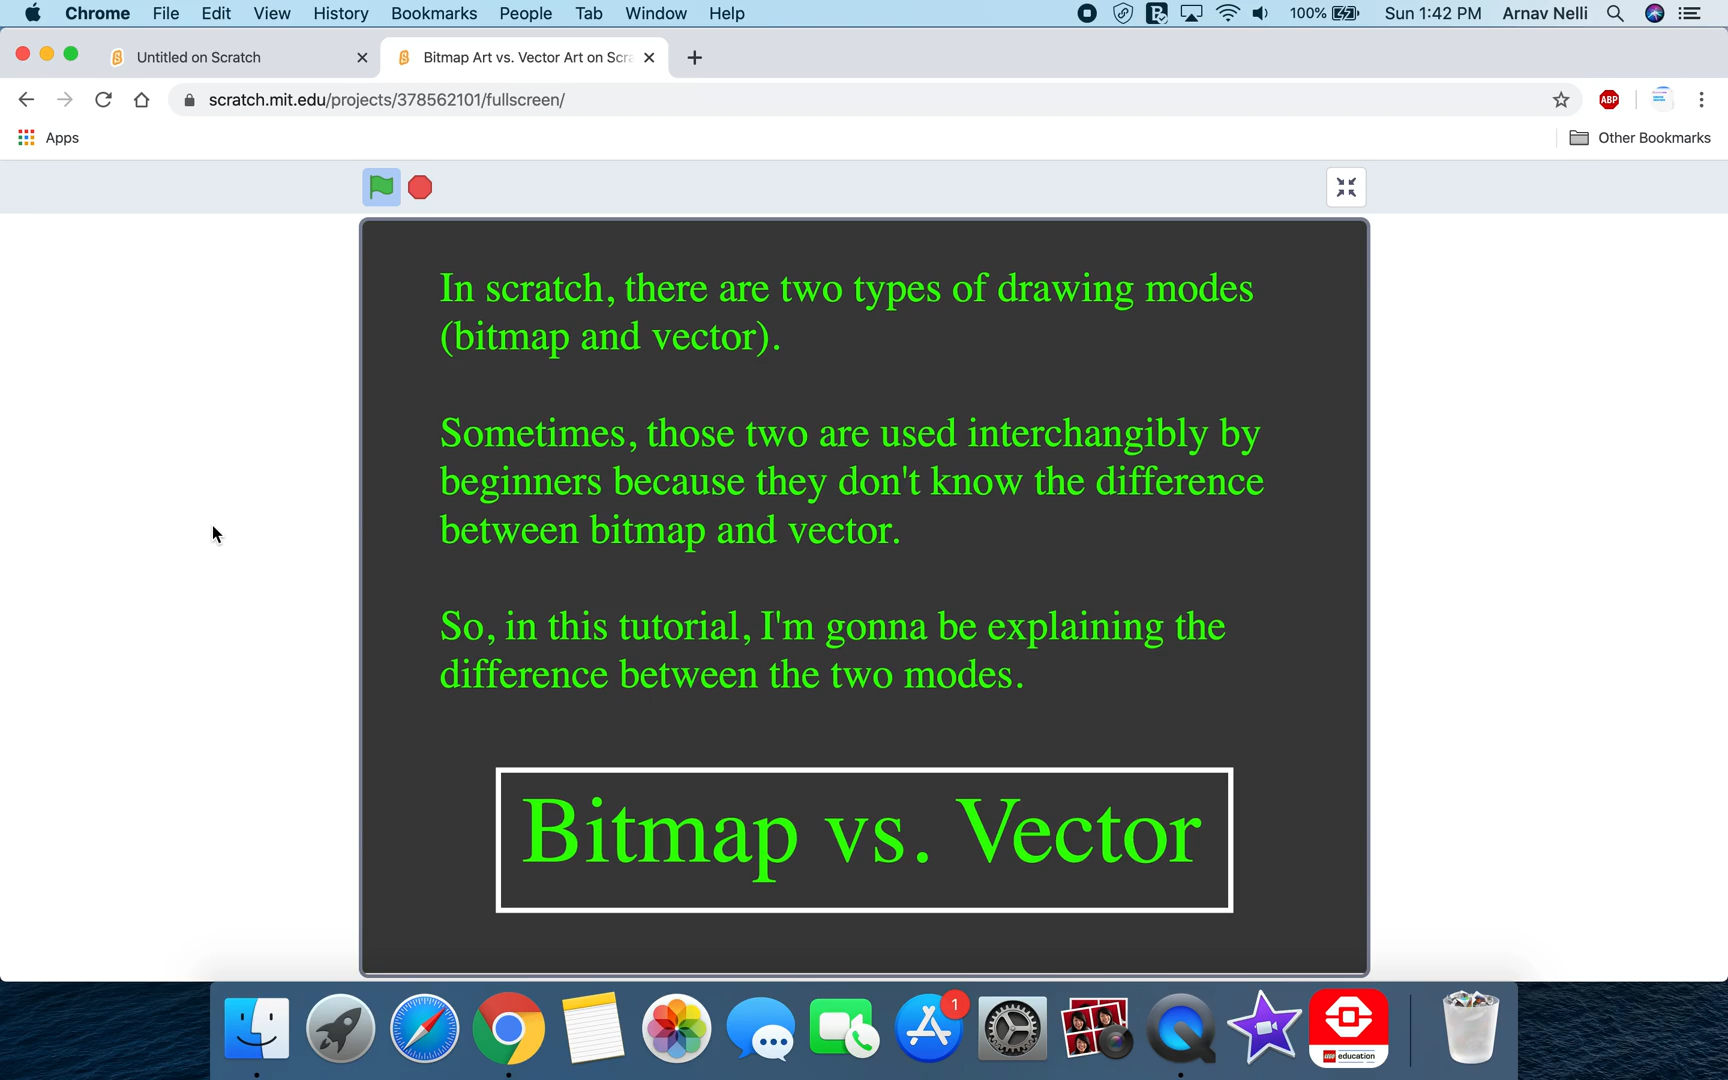 Chrome File Edit View History Bookmarks People Tab Window Help 100% Sun 1:42 PM Arnav Nelli
Untitled on Scratch Bitmap Art vs. Vector Art on Scra
scratch.mit.edu/projects/378562101/fullscreen/ ABP
Apps Other Bookmarks
In scratch, there are two types of drawing modes
(bitmap and vector).
Sometimes, those two are used interchangibly by
beginners because they don't know the difference
between bitmap and vector.
So, in this tutorial, I'm gonna be explaining the
difference between the two modes.
Bitmap vs. Vector
1
education